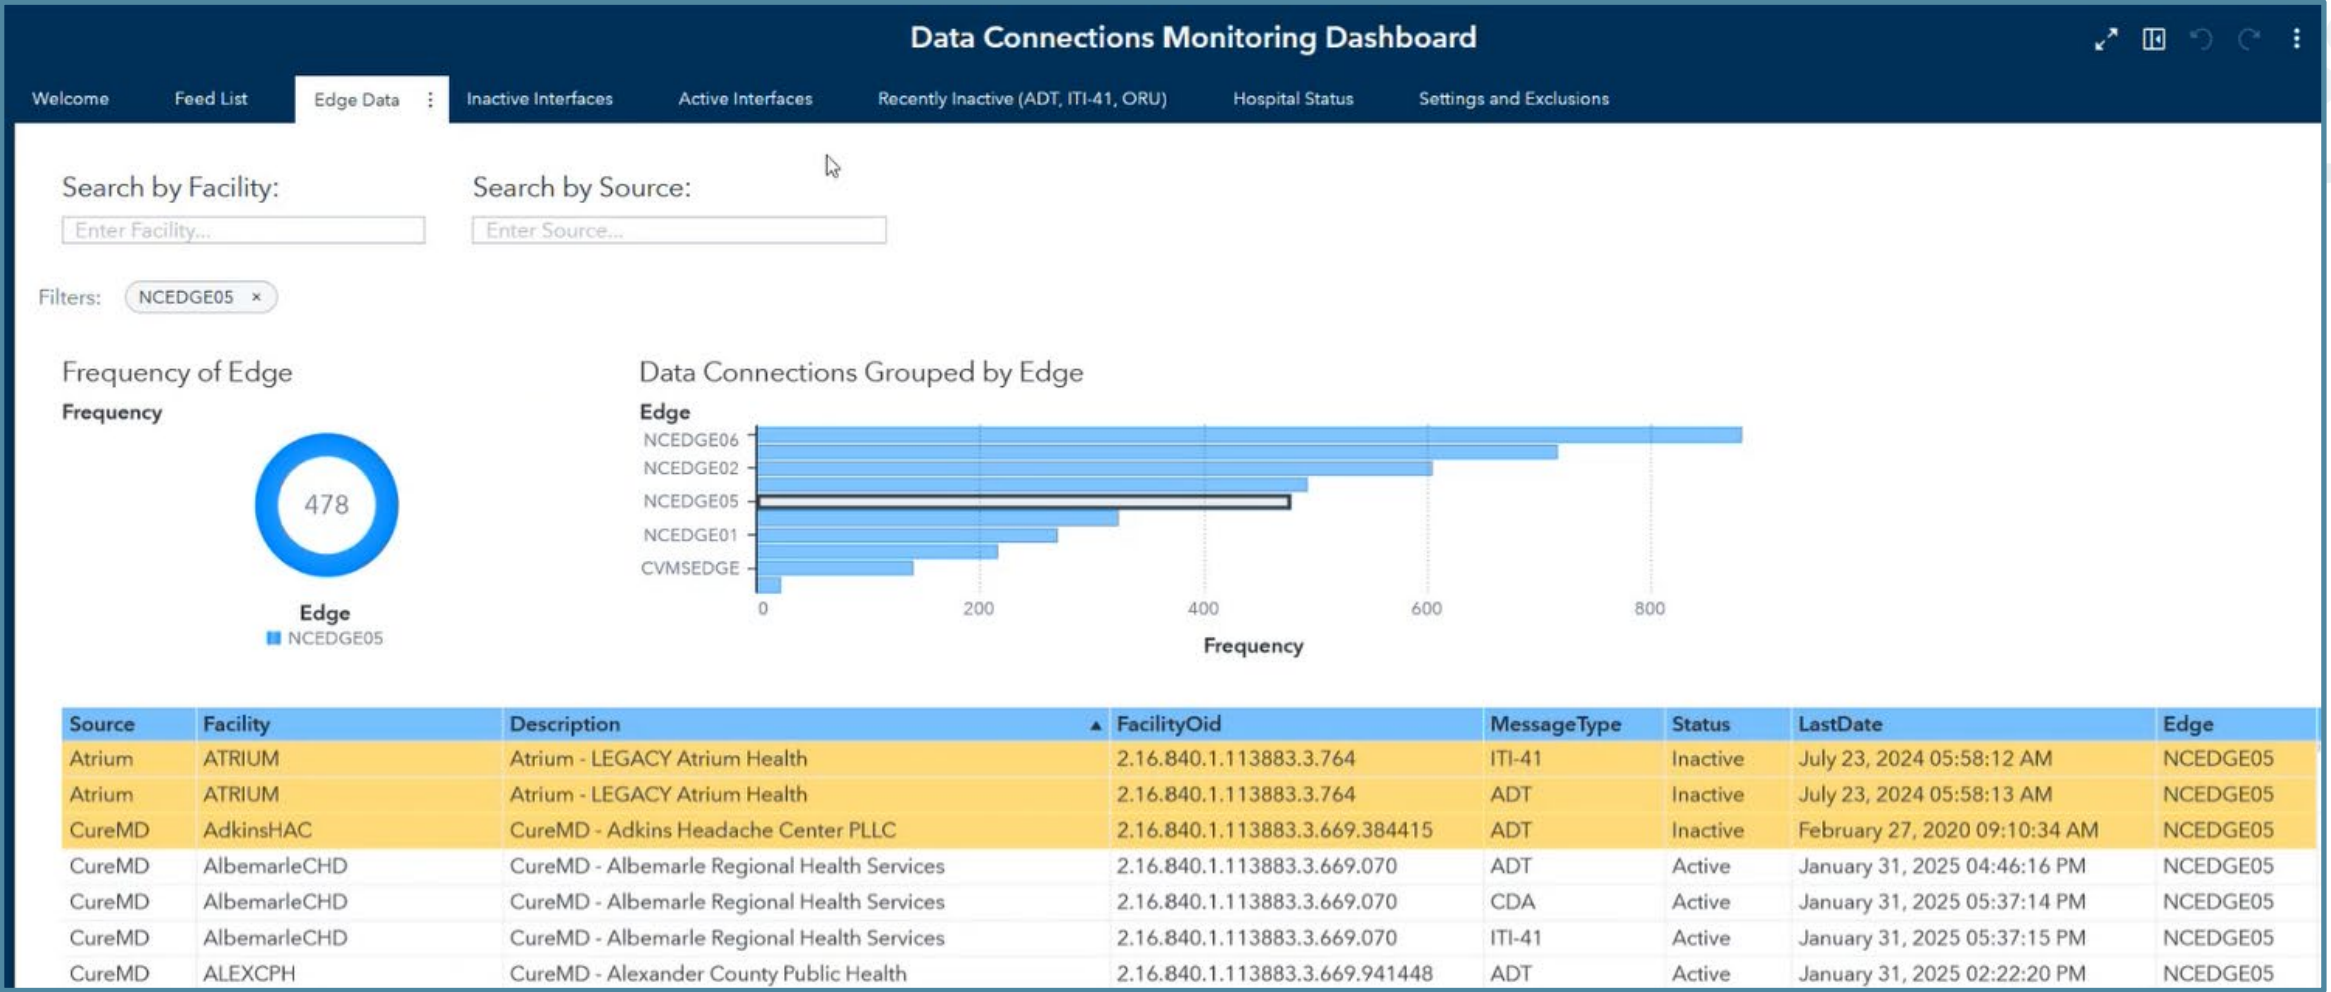 Data Connections Monitoring Dashboard
Welcome Feed List Edge Data Inactive Interfaces Active Interfaces Recently Inactive (ADT, ITI-41, ORU) Hospital Status Settings and Exclusions
Search by Facility: Search by Source:
Enter Facility... Enter Source...
Filters: NCEDGE05 ×
Frequency of Edge
Frequency
478
Edge
NCEDGE05
Data Connections Grouped by Edge
Edge
NCEDGE06
NCEDGE02
NCEDGE05
NCEDGE01
CVMSEDGE
0 200 400 600 800
Frequency
Source Facility Description ▲ FacilityOid MessageType Status LastDate Edge
Atrium ATRIUM Atrium - LEGACY Atrium Health 2.16.840.1.113883.3.764 ITI-41 Inactive July 23, 2024 05:58:12 AM NCEDGE05
Atrium ATRIUM Atrium - LEGACY Atrium Health 2.16.840.1.113883.3.764 ADT Inactive July 23, 2024 05:58:13 AM NCEDGE05
CureMD AdkinsHAC CureMD - Adkins Headache Center PLLC 2.16.840.1.113883.3.669.384415 ADT Inactive February 27, 2020 09:10:34 AM NCEDGE05
CureMD AlbemarleCHD CureMD - Albemarle Regional Health Services 2.16.840.1.113883.3.669.070 ADT Active January 31, 2025 04:46:16 PM NCEDGE05
CureMD AlbemarleCHD CureMD - Albemarle Regional Health Services 2.16.840.1.113883.3.669.070 CDA Active January 31, 2025 05:37:14 PM NCEDGE05
CureMD AlbemarleCHD CureMD - Albemarle Regional Health Services 2.16.840.1.113883.3.669.070 ITI-41 Active January 31, 2025 05:37:15 PM NCEDGE05
CureMD ALEXCPH CureMD - Alexander County Public Health 2.16.840.1.113883.3.669.941448 ADT Active January 31, 2025 02:22:20 PM NCEDGE05